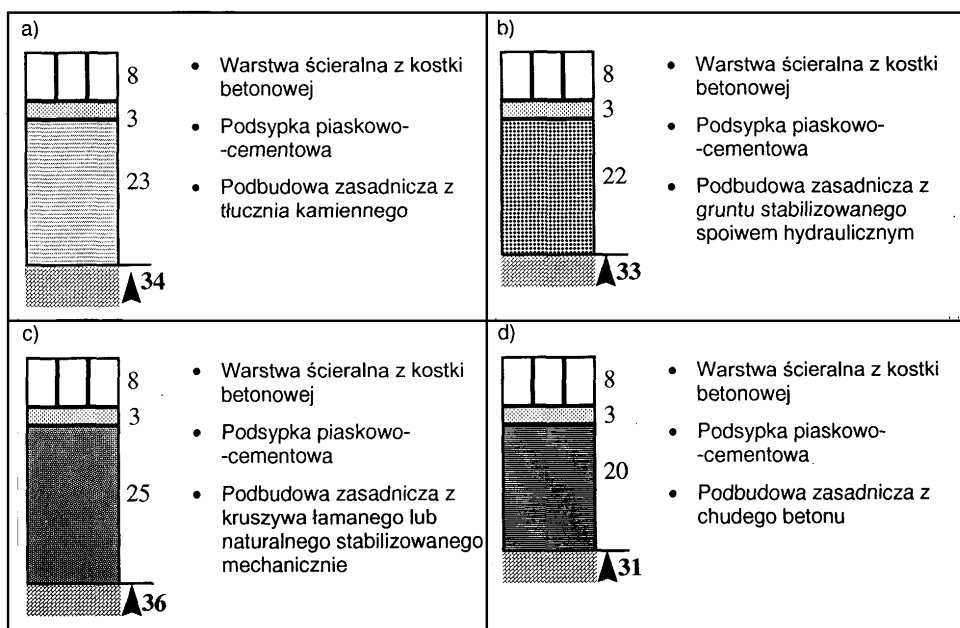 a)
8
3
23
34
• Warstwa ścieralna z kostki
betonowej
• Podsypka piaskowo-
-cementowa
• Podbudowa zasadnicza z
tłucznia kamiennego
b)
8
3
22
33
• Warstwa ścieralna z kostki
betonowej
• Podsypka piaskowo-
-cementowa
• Podbudowa zasadnicza z
gruntu stabilizowanego
spoiwem hydraulicznym
c)
8
3
25
36
• Warstwa ścieralna z kostki
betonowej
• Podsypka piaskowo-
-cementowa
• Podbudowa zasadnicza z
kruszywa łamanego lub
naturalnego stabilizowanego
mechanicznie
d)
8
3
20
31
• Warstwa ścieralna z kostki
betonowej
• Podsypka piaskowo-
-cementowa
• Podbudowa zasadnicza z
chudego betonu